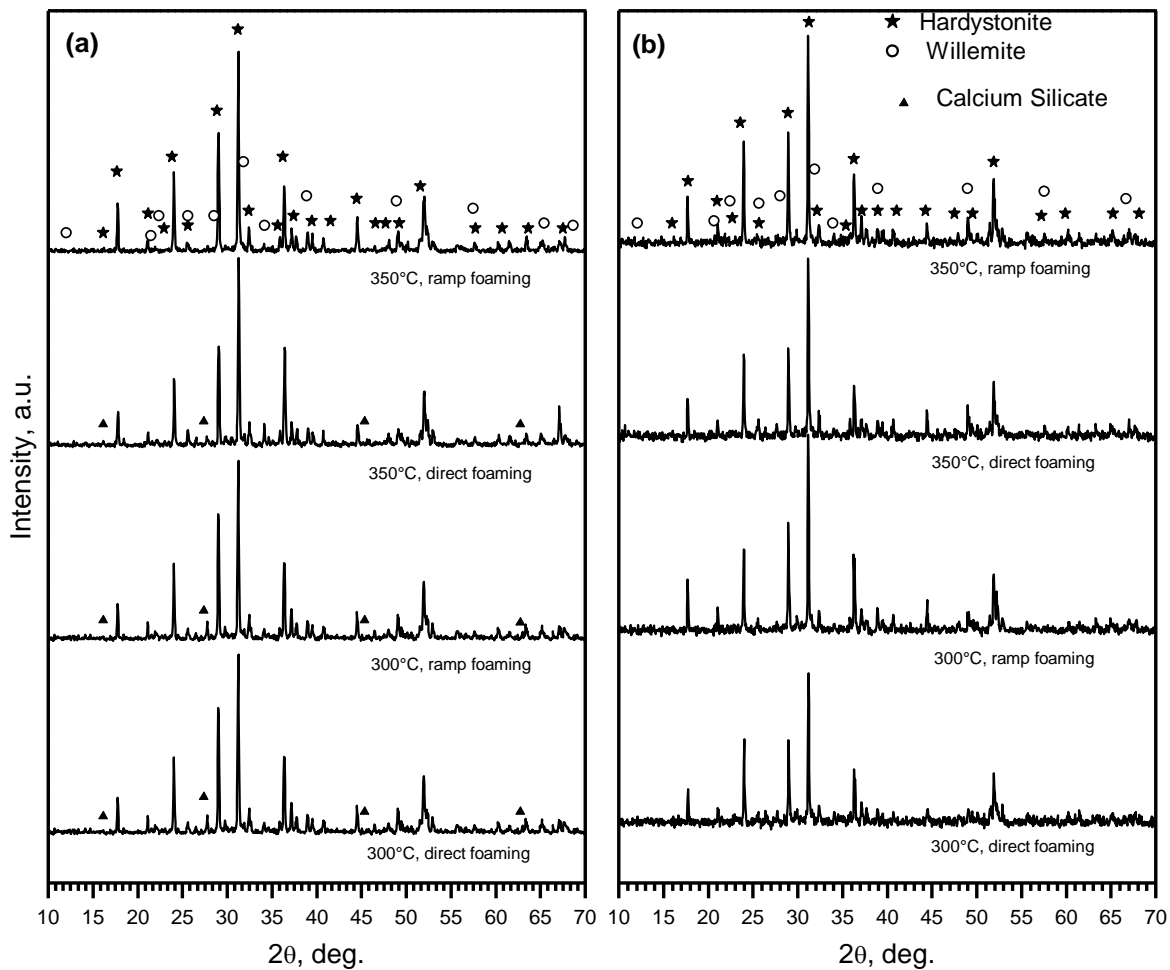 (a)
350°C, ramp foaming
350°C, direct foaming
300°C, ramp foaming
300°C, direct foaming
10 15 20 25 30 35 40 45 50 55 60 65 70
2θ, deg.
Intensity, a.u.
(b)
Hardystonite
Willemite
Calcium Silicate
350°C, ramp foaming
350°C, direct foaming
300°C, ramp foaming
300°C, direct foaming
10 15 20 25 30 35 40 45 50 55 60 65 70
2θ, deg.